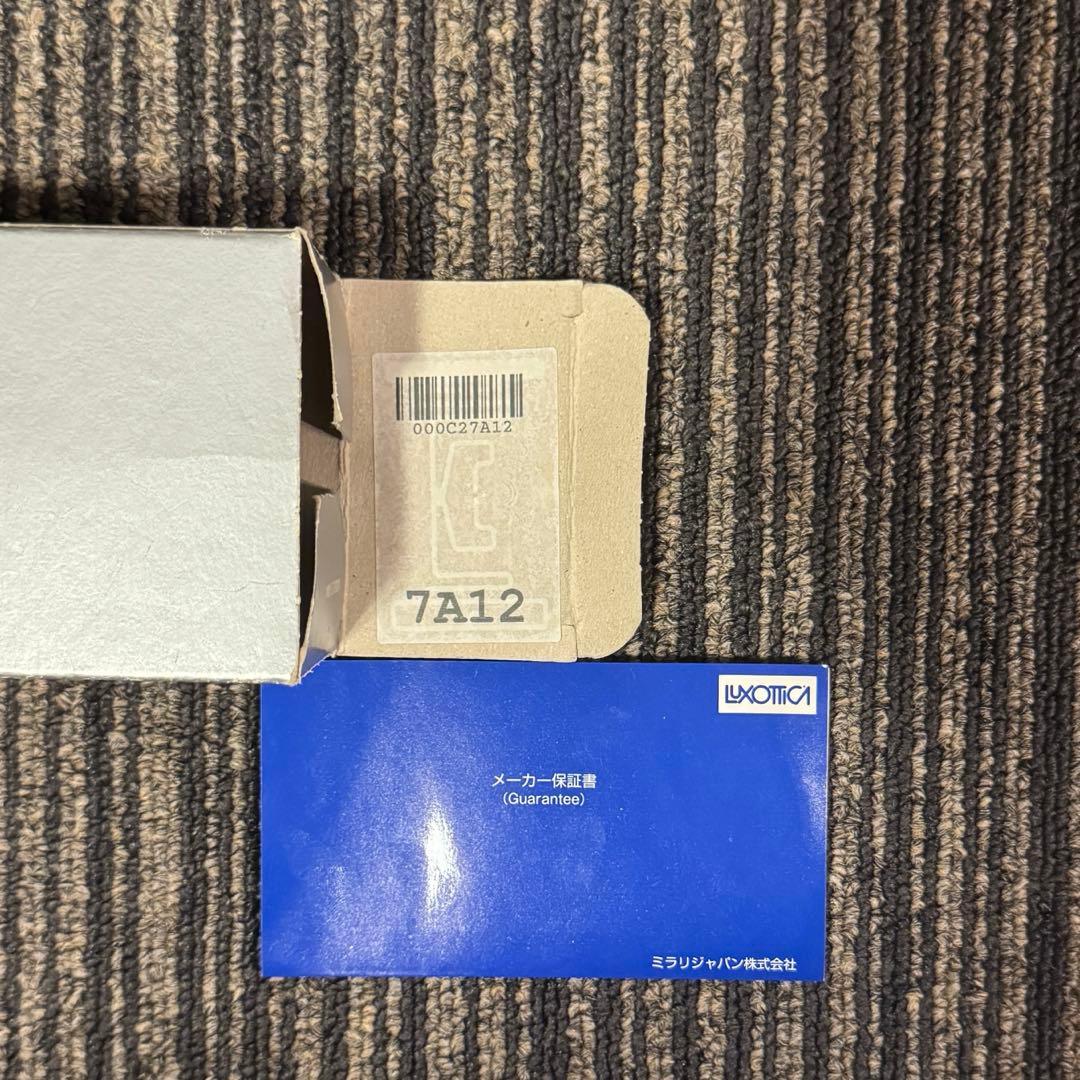 000C27A12
7A12
LUXOTTICA
メーカー保証書
(Guarantee)
ミラリジャパン株式会社